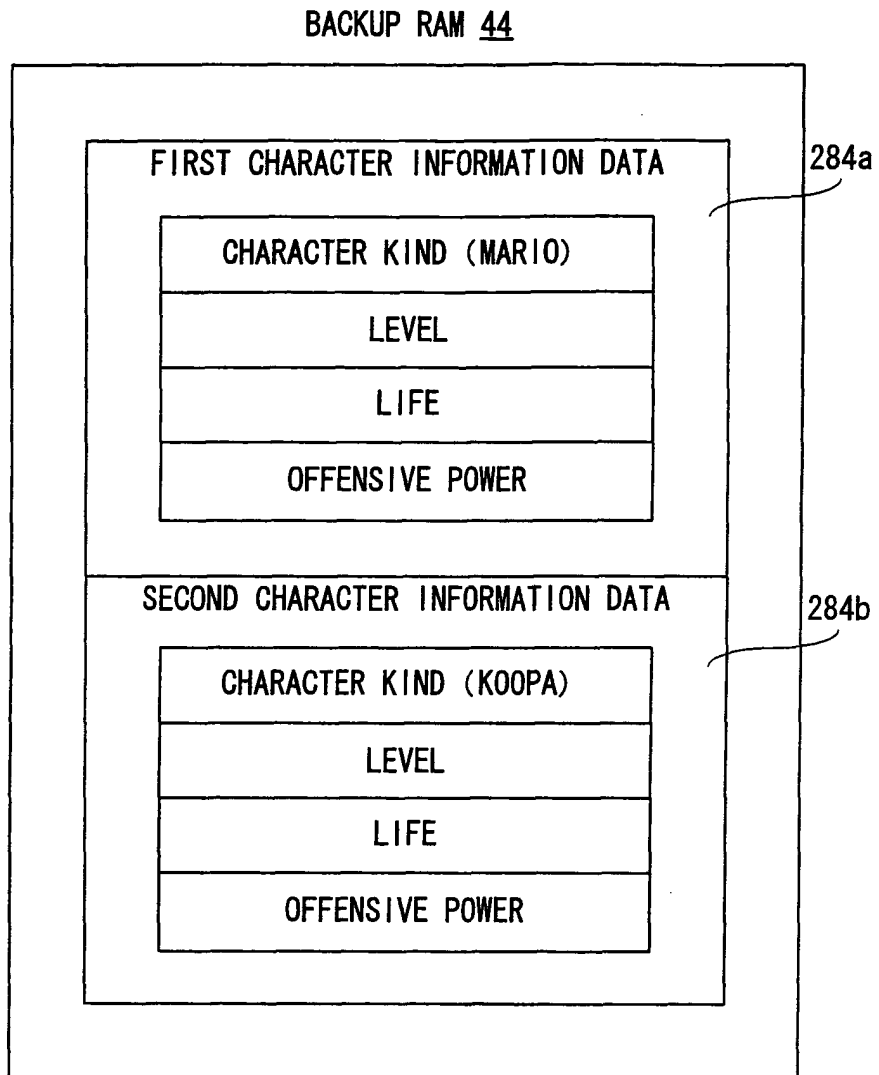 BACKUP RAM 44
FIRST CHARACTER INFORMATION DATA
284a
CHARACTER KIND (MARIO)
LEVEL
LIFE
OFFENSIVE POWER
SECOND CHARACTER INFORMATION DATA
284b
CHARACTER KIND (KOOPA)
LEVEL
LIFE
OFFENSIVE POWER